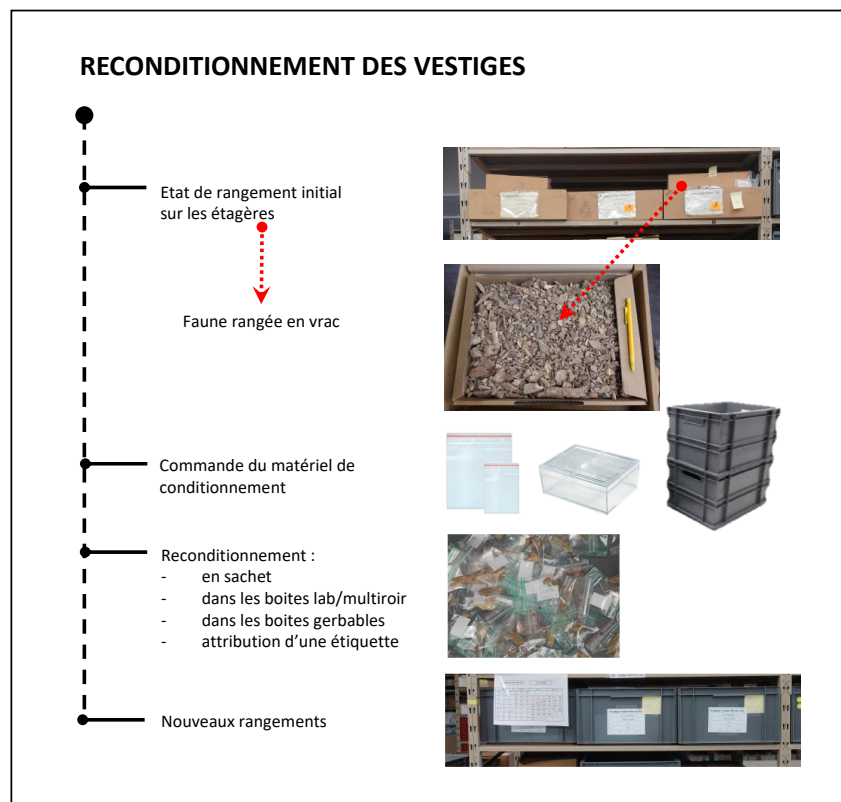 RECONDITIONNEMENT DES VESTIGES
Etat de rangement initial
sur les étagères
Faune rangée en vrac
Commande du matériel de
conditionnement
Reconditionnement :
- en sachet
- dans les boites lab/multiroir
- dans les boites gerbables
- attribution d’une étiquette
Nouveaux rangements